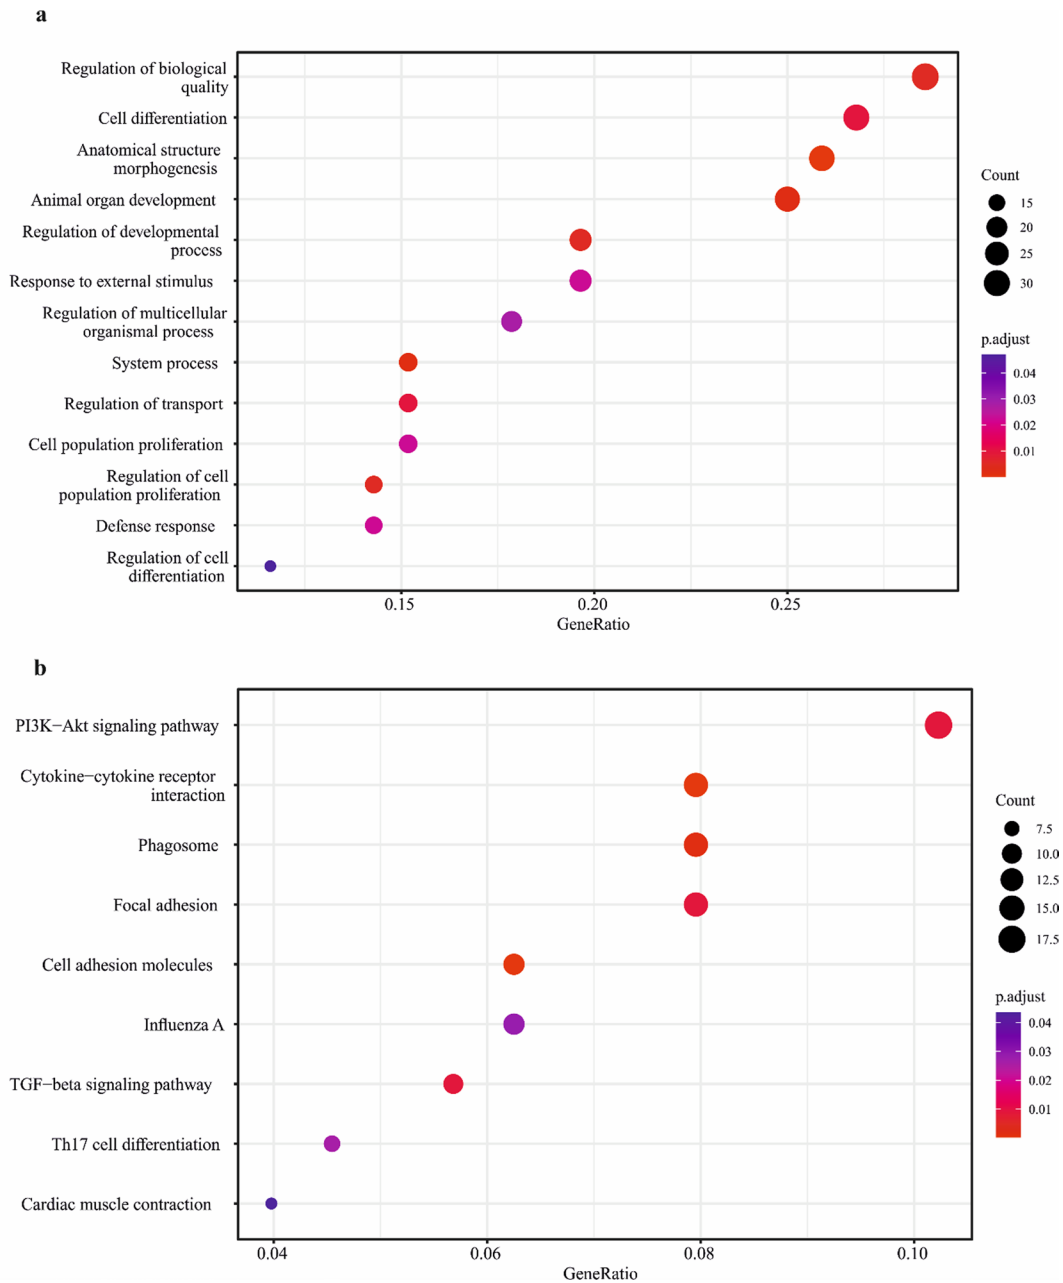 a
Regulation of biological
quality
Cell differentiation
Anatomical structure
morphogenesis
Animal organ development
Regulation of developmental
process
Response to external stimulus
Regulation of multicellular
organismal process
System process
Regulation of transport
Cell population proliferation
Regulation of cell
population proliferation
Defense response
Regulation of cell
differentiation
0.15 0.20 0.25
GeneRatio
Count
15
20
25
30
p.adjust
0.04
0.03
0.02
0.01
b
PI3K−Akt signaling pathway
Cytokine−cytokine receptor
interaction
Phagosome
Focal adhesion
Cell adhesion molecules
Influenza A
TGF−beta signaling pathway
Th17 cell differentiation
Cardiac muscle contraction
0.04 0.06 0.08 0.10
GeneRatio
Count
7.5
10.0
12.5
15.0
17.5
p.adjust
0.04
0.03
0.02
0.01